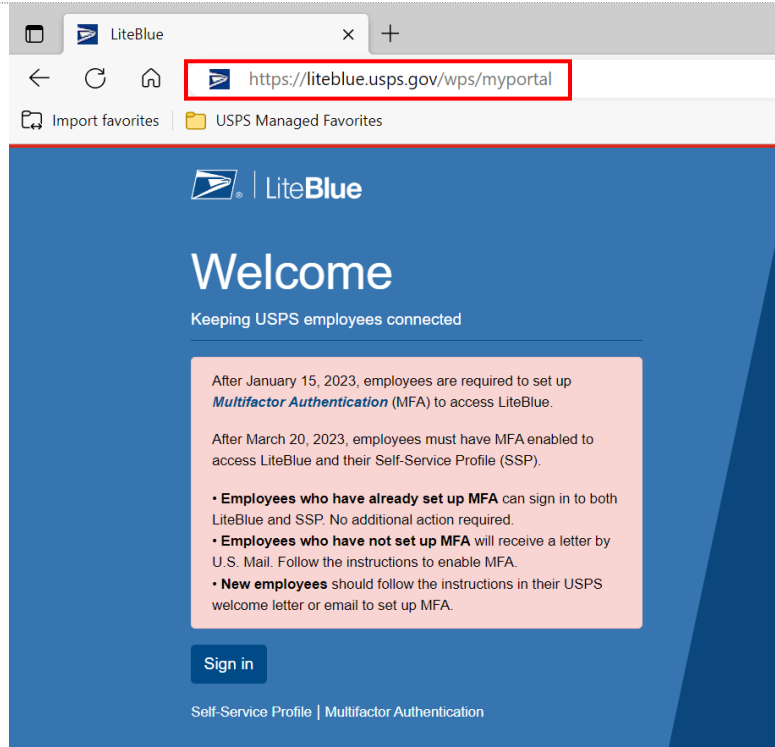 LiteBlue
https://liteblue.usps.gov/wps/myportal
Import favorites
USPS Managed Favorites
LiteBlue
Welcome
Keeping USPS employees connected
After January 15, 2023, employees are required to set up
Multifactor Authentication (MFA) to access LiteBlue.
After March 20, 2023, employees must have MFA enabled to
access LiteBlue and their Self-Service Profile (SSP).
• Employees who have already set up MFA can sign in to both
LiteBlue and SSP. No additional action required.
• Employees who have not set up MFA will receive a letter by
U.S. Mail. Follow the instructions to enable MFA.
• New employees should follow the instructions in their USPS
welcome letter or email to set up MFA.
Sign in
Self-Service Profile | Multifactor Authentication